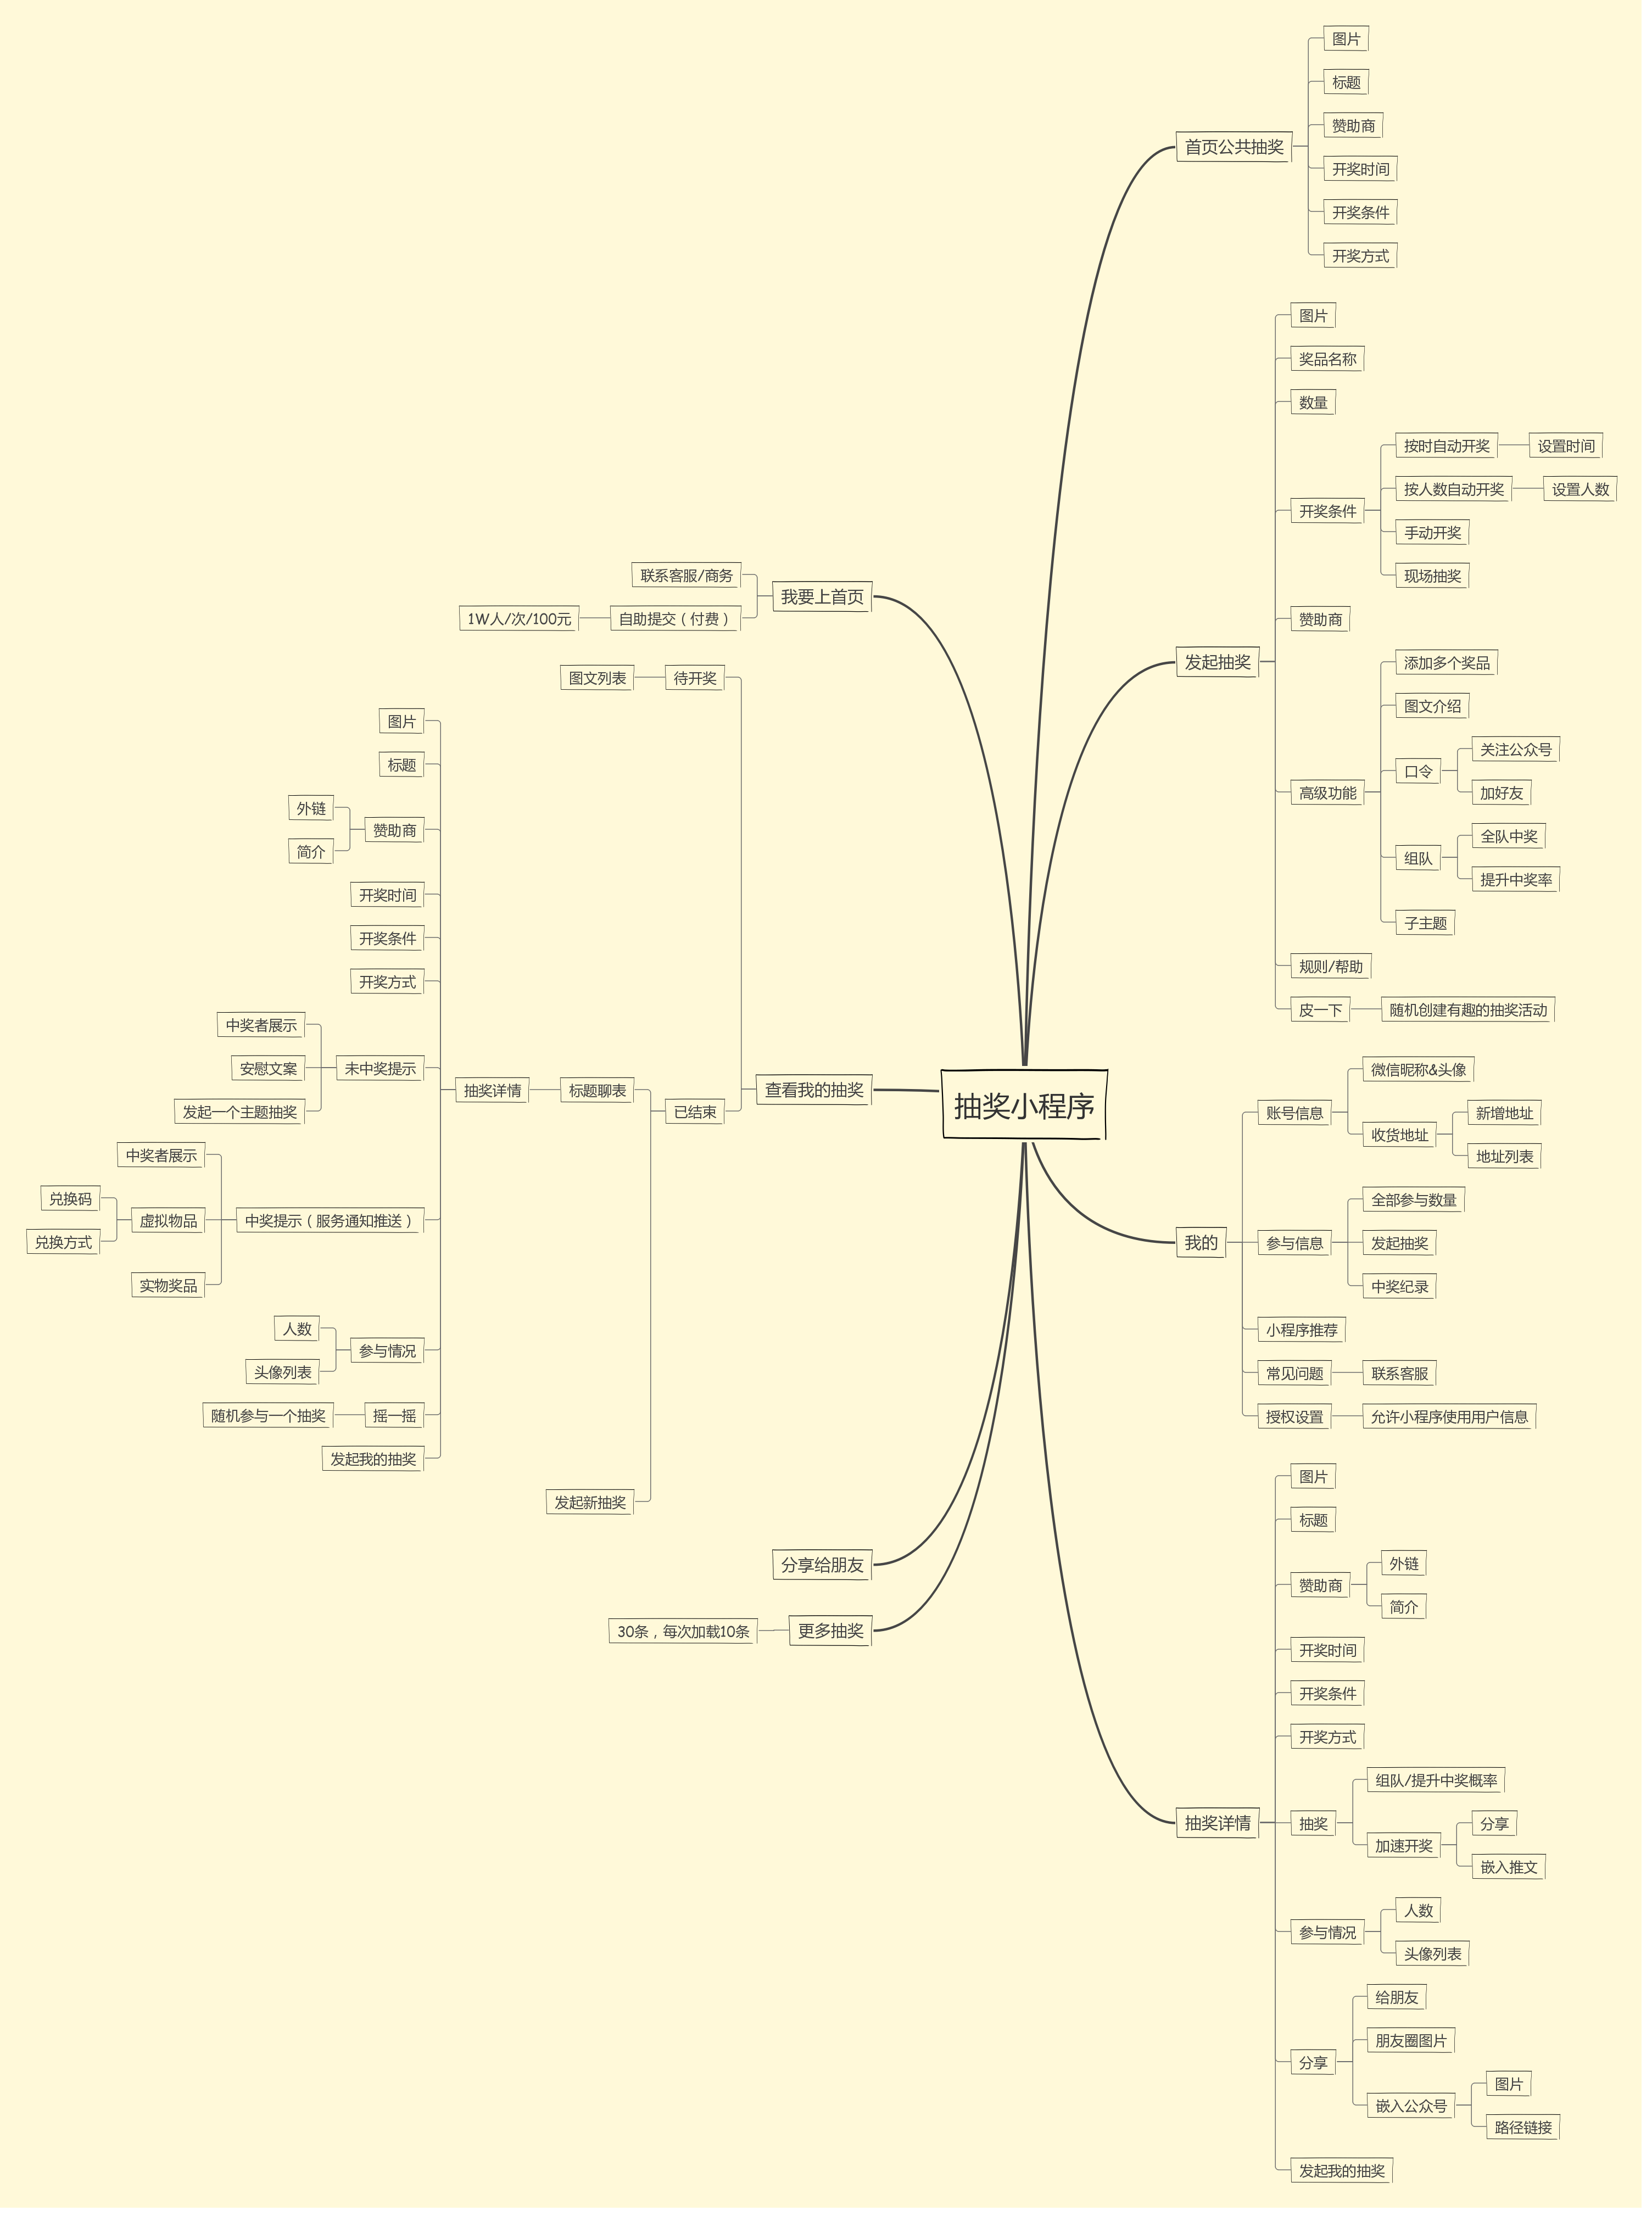 抽奖小程序
首页公共抽奖
图片
标题
赞助商
开奖时间
开奖条件
开奖方式
发起抽奖
图片
奖品名称
数量
开奖条件
按时自动开奖
设置时间
按人数自动开奖
设置人数
手动开奖
现场抽奖
赞助商
高级功能
添加多个奖品
图文介绍
口令
关注公众号
加好友
组队
全队中奖
提升中奖率
子主题
规则/帮助
皮一下
随机创建有趣的抽奖活动
我的
账号信息
微信昵称&头像
收货地址
新增地址
地址列表
参与信息
全部参与数量
发起抽奖
中奖纪录
小程序推荐
常见问题
联系客服
授权设置
允许小程序使用用户信息
抽奖详情
图片
标题
赞助商
外链
简介
开奖时间
开奖条件
开奖方式
抽奖
组队/提升中奖概率
加速开奖
分享
嵌入推文
参与情况
人数
头像列表
分享
给朋友
朋友圈图片
嵌入公众号
图片
路径链接
发起我的抽奖
我要上首页
联系客服/商务
自助提交（付费）
1W人/次/100元
查看我的抽奖
待开奖
图文列表
已结束
标题聊表
抽奖详情
图片
标题
赞助商
外链
简介
开奖时间
开奖条件
开奖方式
未中奖提示
中奖者展示
安慰文案
发起一个主题抽奖
中奖提示（服务通知推送）
中奖者展示
虚拟物品
兑换码
兑换方式
实物奖品
参与情况
人数
头像列表
摇一摇
随机参与一个抽奖
发起我的抽奖
发起新抽奖
分享给朋友
更多抽奖
30条，每次加载10条